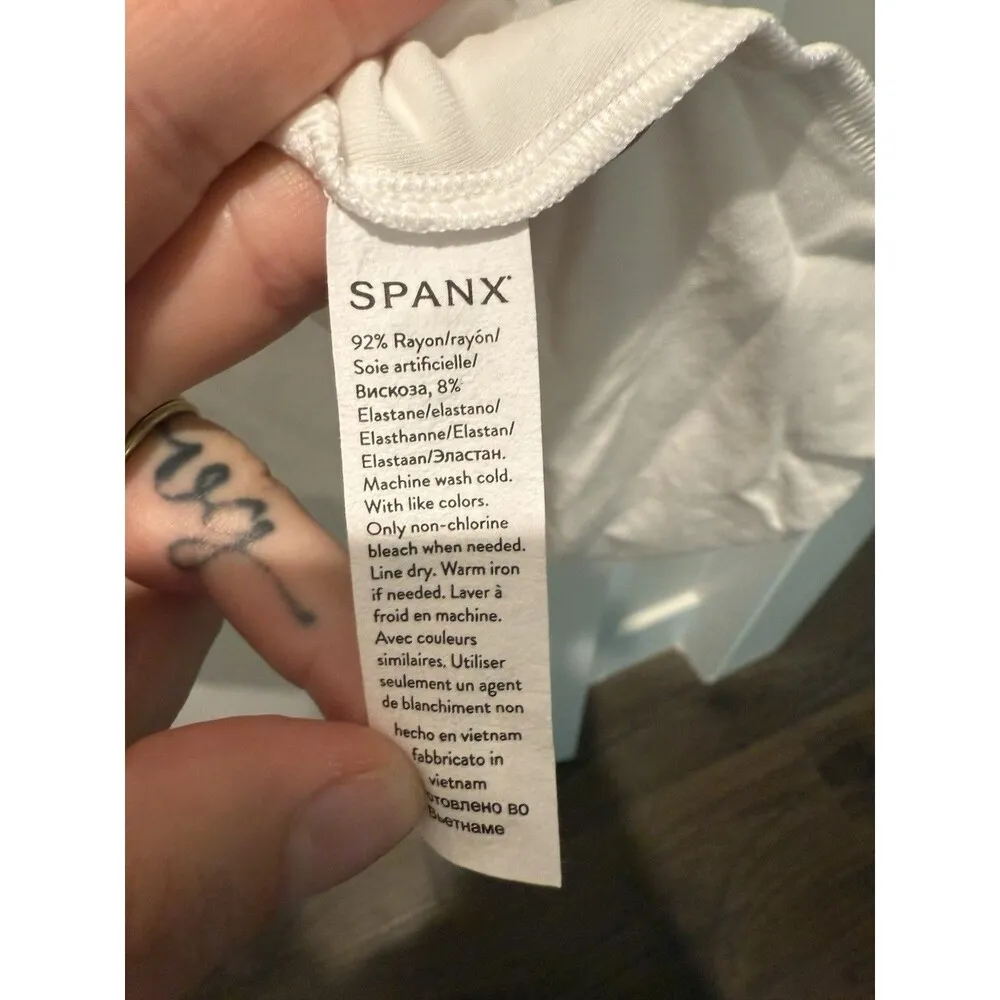 SPANX
92% Rayon/rayón/
Soie artificielle/
Вискоза, 8%
Elastane/elastano/
Elasthanne/Elastan/
Elastaan/Эластан.
Machine wash cold.
With like colors.
Only non-chlorine
bleach when needed.
Line dry. Warm iron
if needed. Laver à
froid en machine.
Avec couleurs
similaires. Utiliser
seulement un agent
de blanchiment non
hecho en vietnam
fabbricato in
vietnam
во
Вьетнаме